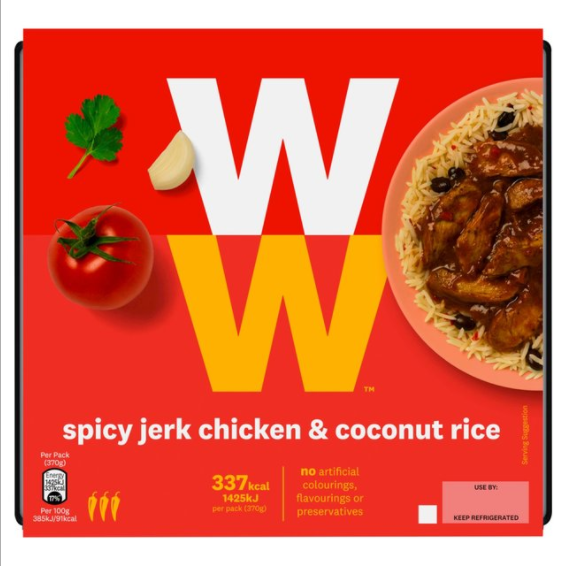 W
W
TM
spicy jerk chicken & coconut rice
Serving Suggestion
Per Pack
(370g)
Energy
1425kJ
337kcal
17%
Per 100g
385kJ/91kcal
337kcal
1425kJ
per pack (370g)
no artificial
colourings,
flavourings or
preservatives
USE BY:
KEEP REFRIGERATED